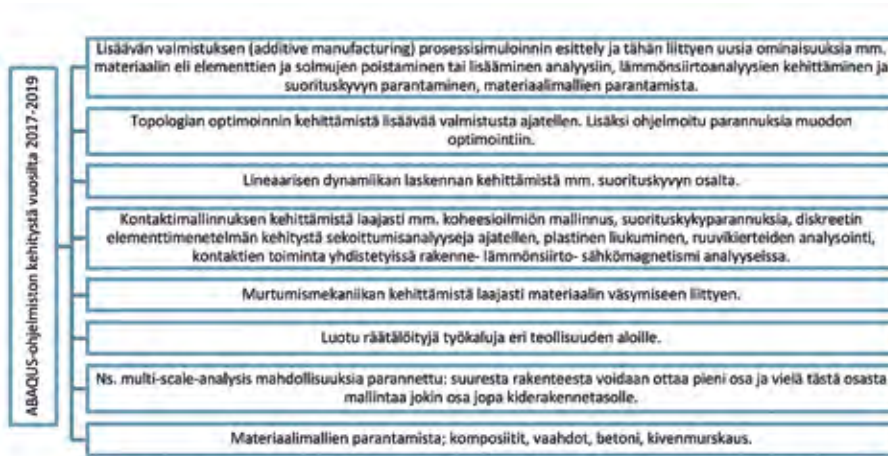 ABAQUS-ohjelmiston kehitystä vuosilta 2017-2019
Lisäävän valmistuksen (additive manufacturing) prosessisimuloinnin esittely ja tähän liittyen uusia ominaisuuksia mm.
materiaalin eli elementtien ja solmujen poistaminen tai lisääminen analyysiin, lämmönsiirtoanalyysien kehittäminen ja
suorituskyvyn parantaminen, materiaalimallien parantamista.
Topologian optimoinnin kehittämistä lisäävää valmistusta ajatellen. Lisäksi ohjelmoitu parannuksia muodon
optimointiin.
Lineaarisen dynamiikan laskennan kehittämistä mm. suorituskyvyn osalta.
Kontaktimallinnuksen kehittämistä laajasti mm. koheesioilmiön mallinnus, suorituskykyparannuksia, diskreetin
elementtimenetelmän kehitystä sekoittumisanalyyseja ajatellen, plastinen liukuminen, ruuvikierteiden analysointi,
kontaktien toiminta yhdistetyissä rakenne- lämmönsiirto- sähkömagnetismi analyyseissa.
Murtumismekaniikan kehittämistä laajasti materiaalin väsymiseen liittyen.
Luotu räätälöityjä työkaluja eri teollisuuden aloille.
Ns. multi-scale-analysis mahdollisuuksia parannettu: suuresta rakenteesta voidaan ottaa pieni osa ja vielä tästä osasta
mallintaa jokin osa jopa kiderakennetasolle.
Materiaalimallien parantamista; komposiitit, vaahdot, betoni, kivenmurskaus.